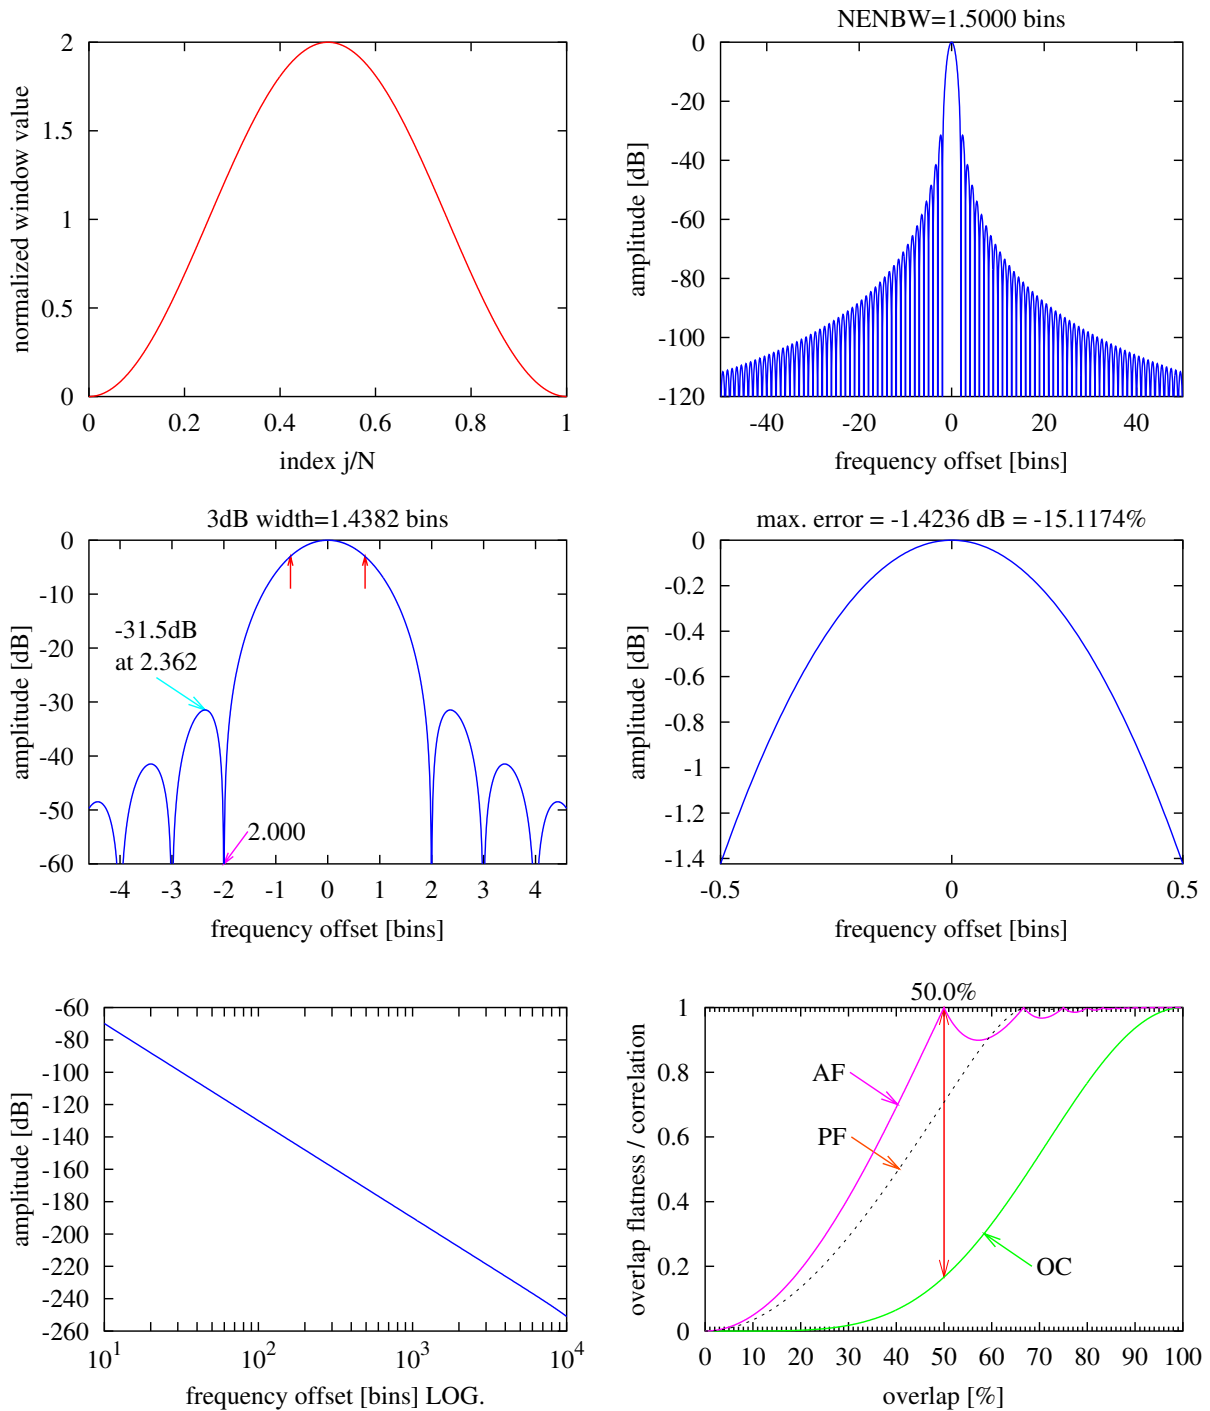 normalized window value
2
1.5
1
0.5
0
0 0.2 0.4 0.6 0.8 1
index j/N
NENBW=1.5000 bins
amplitude [dB]
0
-20
-40
-60
-80
-100
-120
-40 -20 0 20 40
frequency offset [bins]
3dB width=1.4382 bins
amplitude [dB]
0
-10
-20
-30
-40
-50
-60
-31.5dB
at 2.362
2.000
-4 -3 -2 -1 0 1 2 3 4
frequency offset [bins]
max. error = -1.4236 dB = -15.1174%
amplitude [dB]
0
-0.2
-0.4
-0.6
-0.8
-1
-1.2
-1.4
-0.5 0 0.5
frequency offset [bins]
amplitude [dB]
-60
-80
-100
-120
-140
-160
-180
-200
-220
-240
-260
10^1 10^2 10^3 10^4
frequency offset [bins] LOG.
50.0%
overlap flatness / correlation
1
0.8
0.6
0.4
0.2
0
AF
PF
OC
0 10 20 30 40 50 60 70 80 90 100
overlap [%]